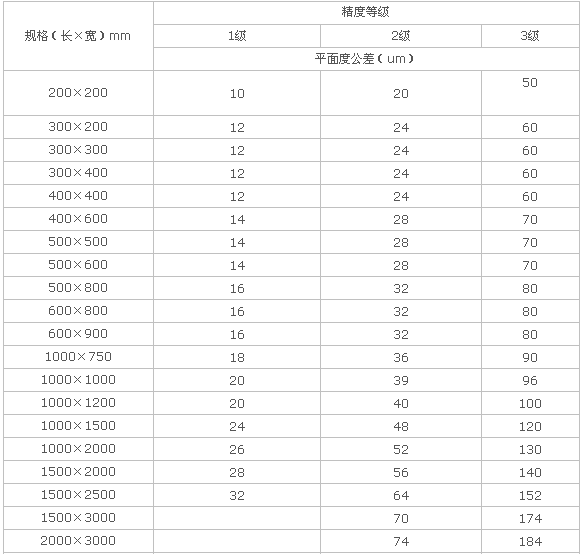 精度等级
规格（长×宽）mm 1级 2级 3级
平面度公差（um）
200×200 10 20 50
300×200 12 24 60
300×300 12 24 60
300×400 12 24 60
400×400 12 24 60
400×600 14 28 70
500×500 14 28 70
500×600 14 28 70
500×800 16 32 80
600×800 16 32 80
600×900 16 32 80
1000×750 18 36 90
1000×1000 20 39 96
1000×1200 20 40 100
1000×1500 24 48 120
1000×2000 26 52 130
1500×2000 28 56 140
1500×2500 32 64 152
1500×3000 70 174
2000×3000 74 184